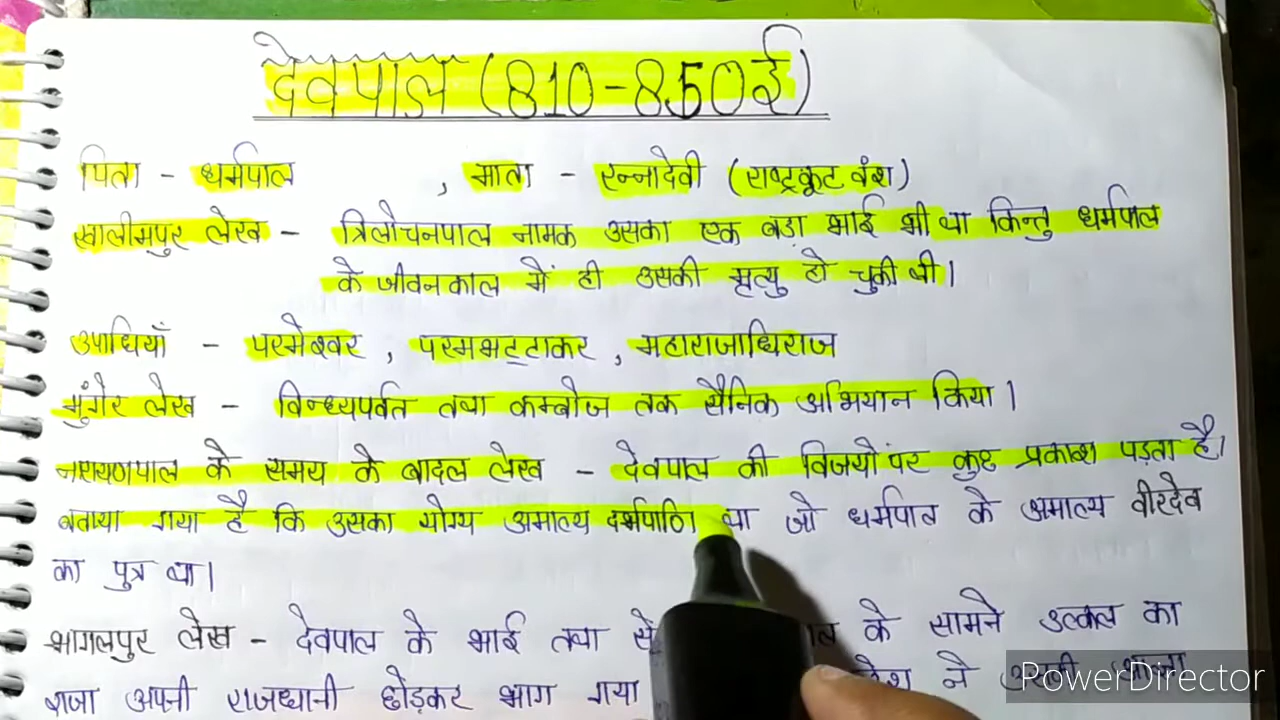 देवपाल (810-850ई)
पिता - धर्मपाल , माता - रन्नादेवी (राष्ट्रकूट वंश)
खालीमपुर लेख - त्रिलोचनपाल नामक उसका एक बड़ा भाई भी था किन्तु धर्मपाल
के जीवनकाल में ही उसकी मृत्यु हो चुकी थी।
उपाधियाँ - परमेश्वर , परमभट्टाकर , महाराजाधिराज
मुंगेर लेख - विन्ध्यपर्वत तथा कम्बोज तक सैनिक अभियान किया।
नारायणपाल के समय के बादल लेख - देवपाल की विजयों पर कुछ प्रकाश पड़ता है।
बताया गया है कि उसका योग्य अमात्य दर्भपाणि था जो धर्मपाल के अमात्य वीरदेव
का पुत्र था।
भागलपुर लेख - देवपाल के भाई तथा के सामने उत्कल का
राजा अपनी राजधानी छोड़कर भाग गया ने उसकी आज्ञा
PowerDirector